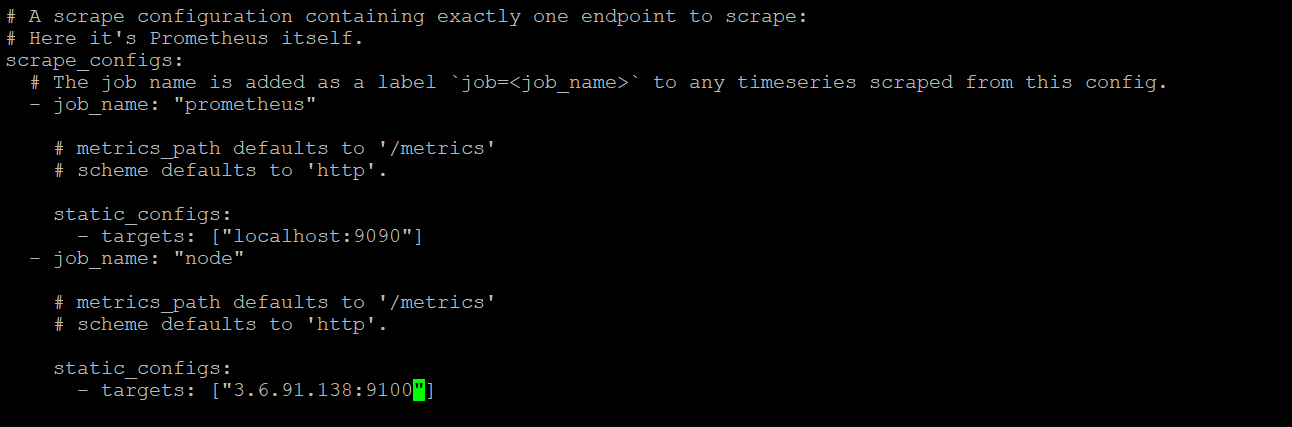 # A scrape configuration containing exactly one endpoint to scrape:
# Here it's Prometheus itself.
scrape_configs:
  # The job name is added as a label `job=<job_name>` to any timeseries scraped from this config.
  - job_name: "prometheus"

    # metrics_path defaults to '/metrics'
    # scheme defaults to 'http'.

    static_configs:
      - targets: ["localhost:9090"]
  - job_name: "node"

    # metrics_path defaults to '/metrics'
    # scheme defaults to 'http'.

    static_configs:
      - targets: ["3.6.91.138:9100"]